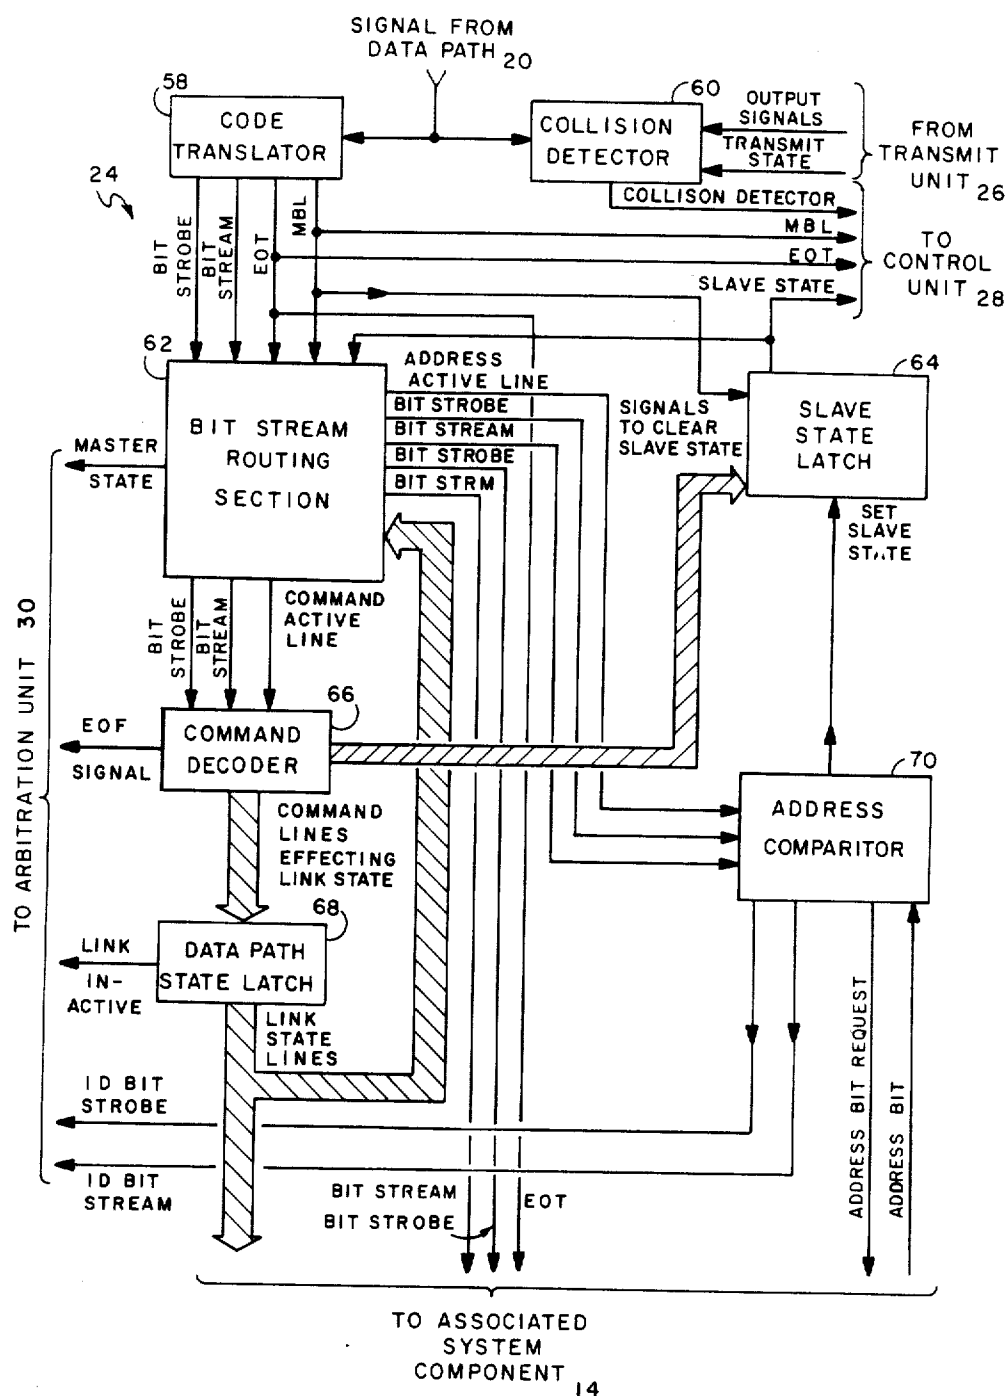 SIGNAL FROM
DATA PATH 20
58
CODE
TRANSLATOR
60
COLLISION
DETECTOR
OUTPUT
SIGNALS
TRANSMIT
STATE
FROM
TRANSMIT
UNIT 26
24
COLLISON DETECTOR
MBL
EOT
SLAVE STATE
TO
CONTROL
UNIT 28
BIT
STROBE
BIT
STREAM
EOT
MBL
62
BIT STREAM
ROUTING
SECTION
ADDRESS
ACTIVE LINE
BIT STROBE
BIT STREAM
BIT STROBE
BIT STRM
SIGNALS
TO CLEAR
SLAVE STATE
64
SLAVE
STATE
LATCH
MASTER
STATE
SET
SLAVE
STATE
BIT
STROBE
BIT
STREAM
COMMAND
ACTIVE
LINE
TO ARBITRATION UNIT 30
66
COMMAND
DECODER
EOF
SIGNAL
70
ADDRESS
COMPARITOR
COMMAND
LINES
EFFECTING
LINK STATE
68
DATA PATH
STATE LATCH
LINK
IN-
ACTIVE
LINK
STATE
LINES
ID BIT
STROBE
ID BIT
STREAM
BIT STREAM
BIT STROBE
EOT
ADDRESS BIT REQUEST
ADDRESS BIT
TO ASSOCIATED
SYSTEM
COMPONENT 14